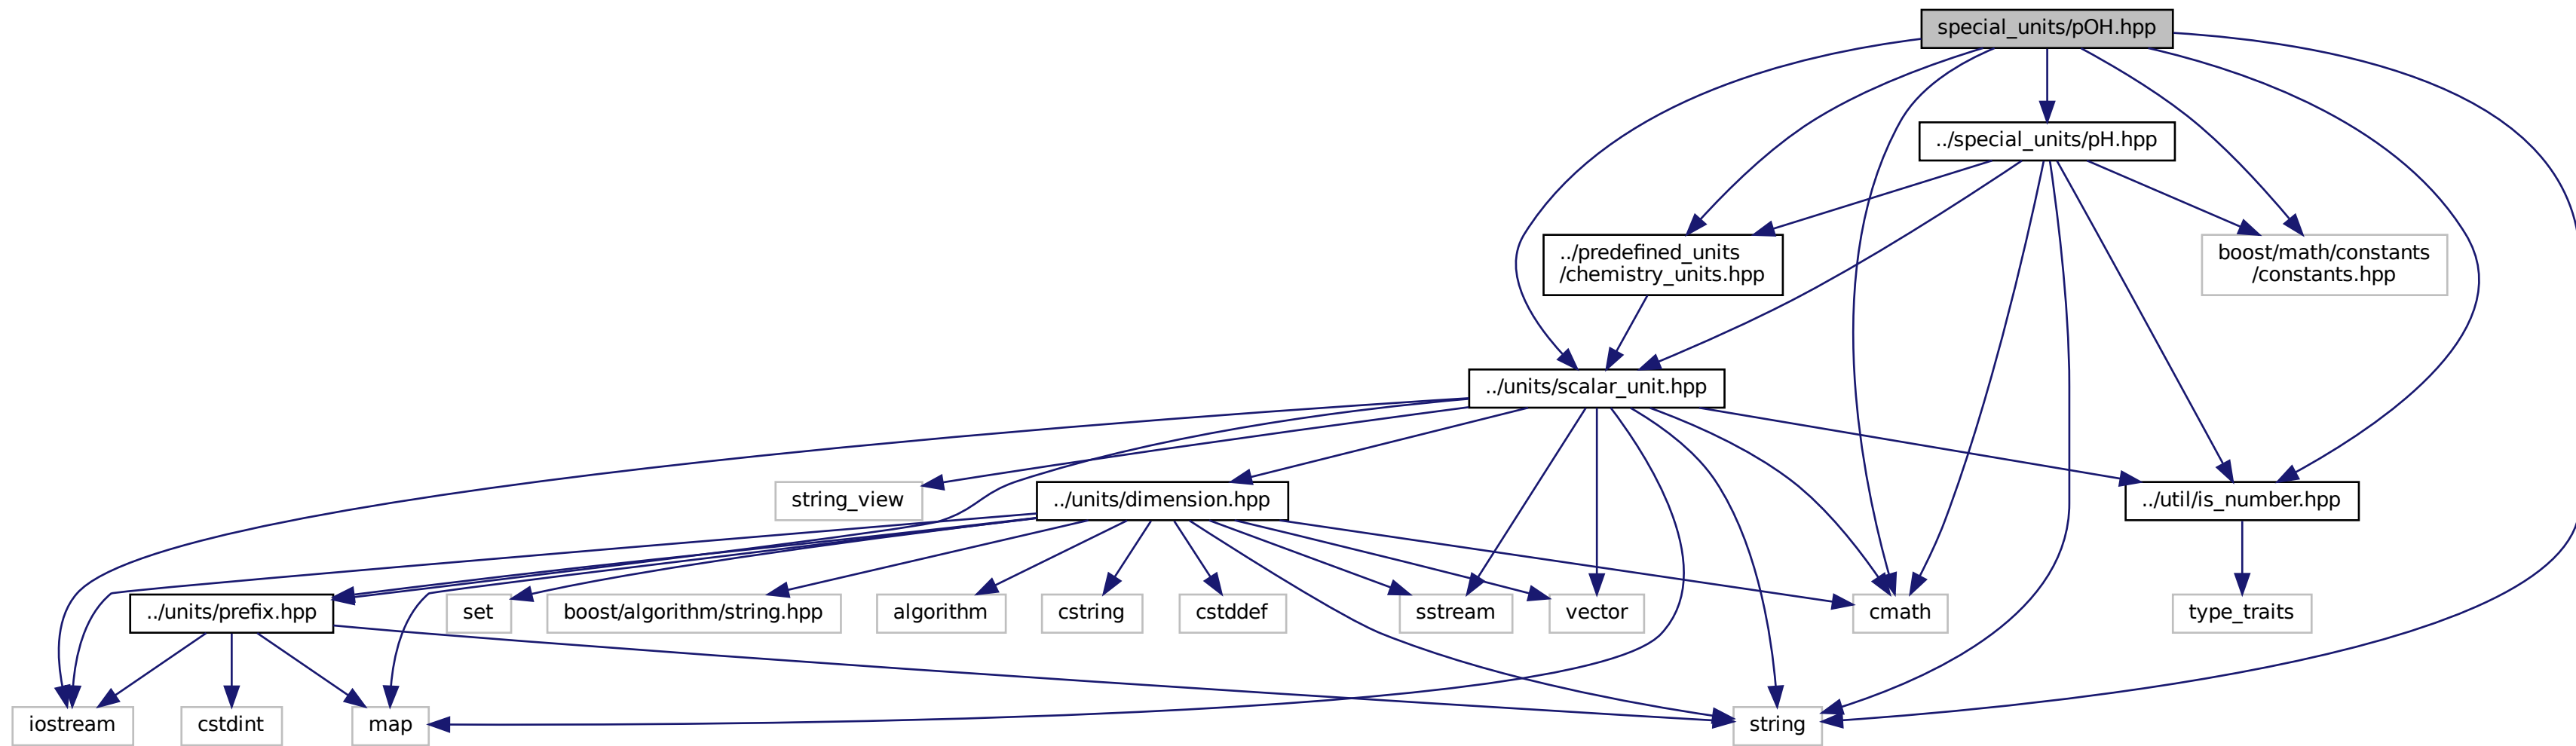 special_units/pOH.hpp
../special_units/pH.hpp
../predefined_units
/chemistry_units.hpp
boost/math/constants
/constants.hpp
../units/scalar_unit.hpp
string_view
../units/dimension.hpp
../util/is_number.hpp
../units/prefix.hpp
set
boost/algorithm/string.hpp
algorithm
cstring
cstddef
sstream
vector
cmath
type_traits
iostream
cstdint
map
string